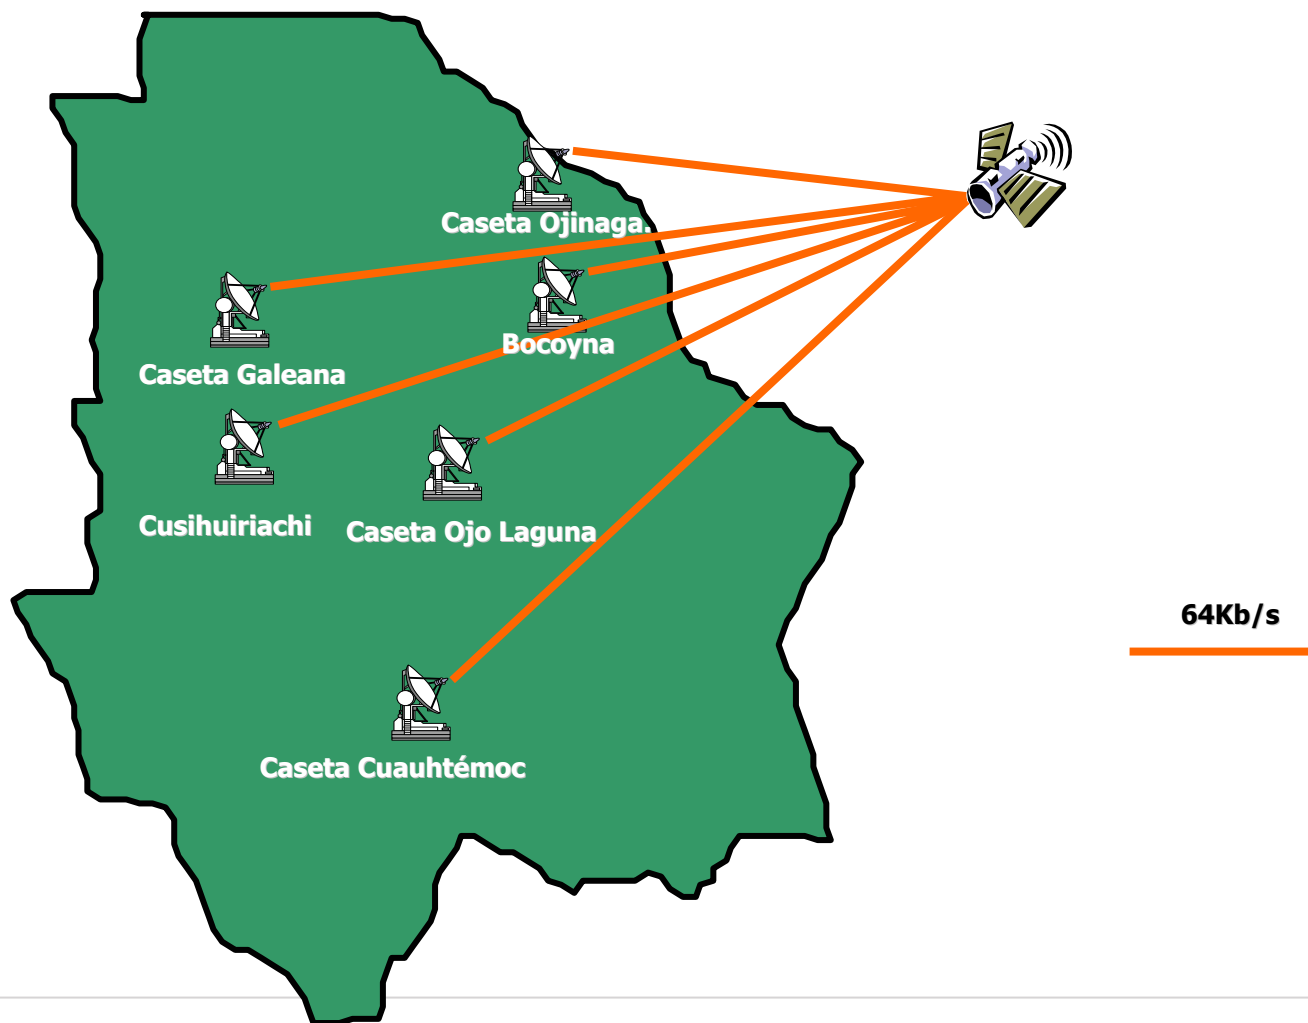 Caseta Ojinaga.
Bocoyna
Caseta Galeana
Cusihuiriachi
Caseta Ojo Laguna
64Kb/s
Caseta Cuauhtémoc